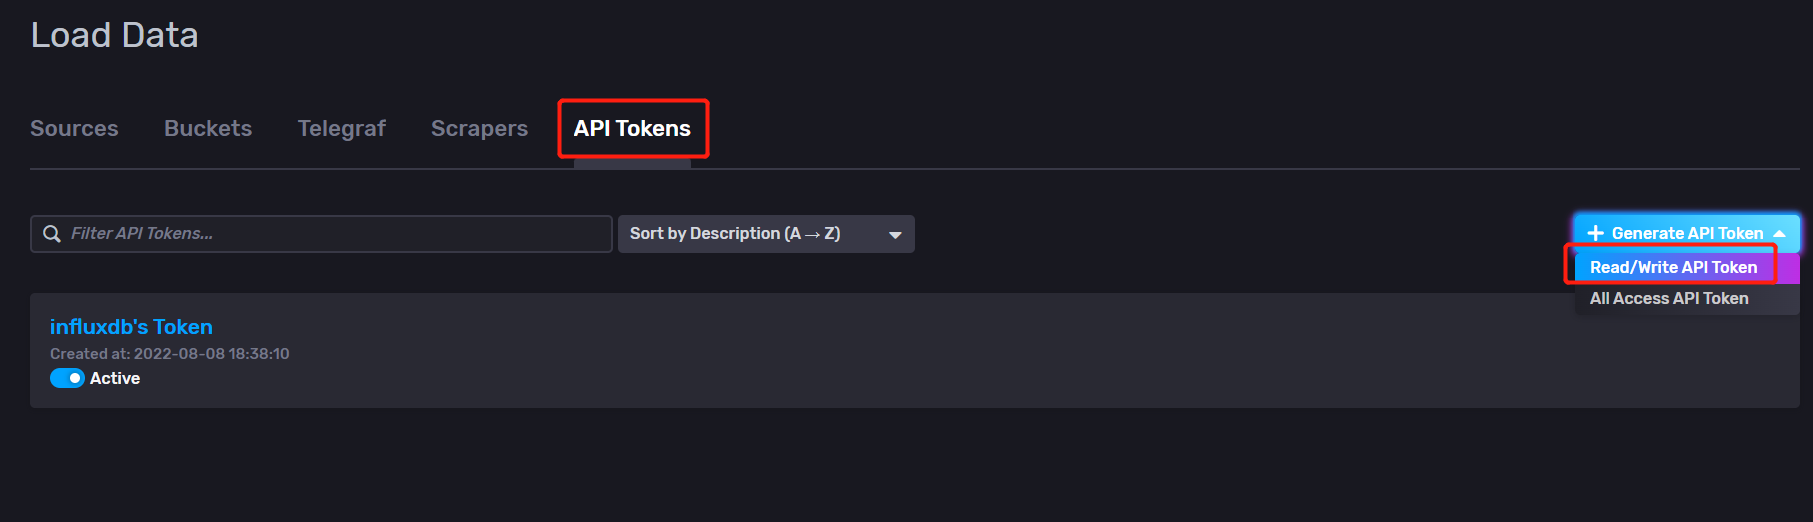 Load Data
Sources Buckets Telegraf Scrapers API Tokens
Filter API Tokens... Sort by Description (A → Z) + Generate API Token
Read/Write API Token
All Access API Token
influxdb's Token
Created at: 2022-08-08 18:38:10
Active